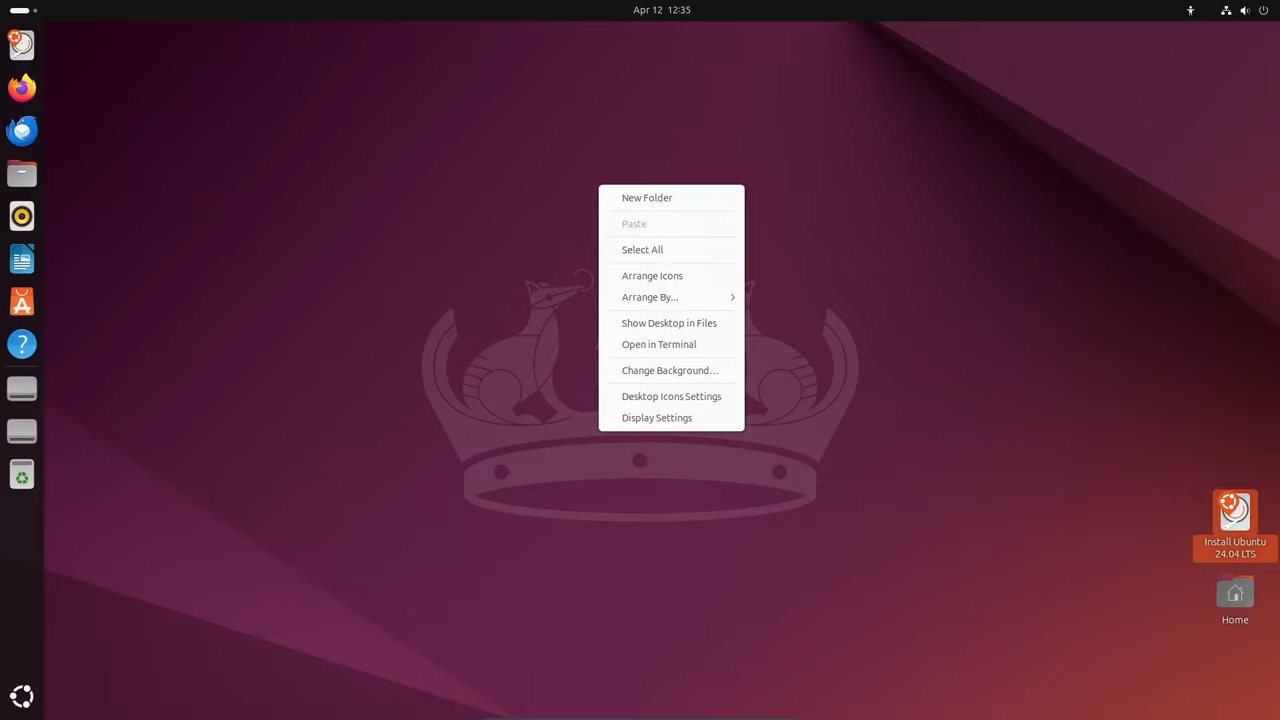 Apr 12 12:35
New Folder
Paste
Select All
Arrange Icons
Arrange By...
Show Desktop in Files
Open in Terminal
Change Background…
Desktop Icons Settings
Display Settings
Install Ubuntu
24.04 LTS
Home